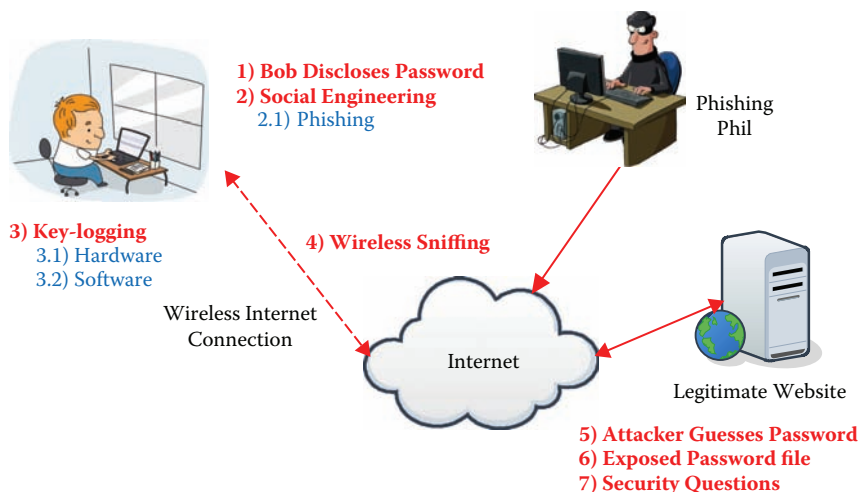 1) Bob Discloses Password
2) Social Engineering
2.1) Phishing
Phishing
Phil
3) Key-logging
3.1) Hardware
3.2) Software
4) Wireless Sniffing
Wireless Internet
Connection
Internet
Legitimate Website
5) Attacker Guesses Password
6) Exposed Password file
7) Security Questions